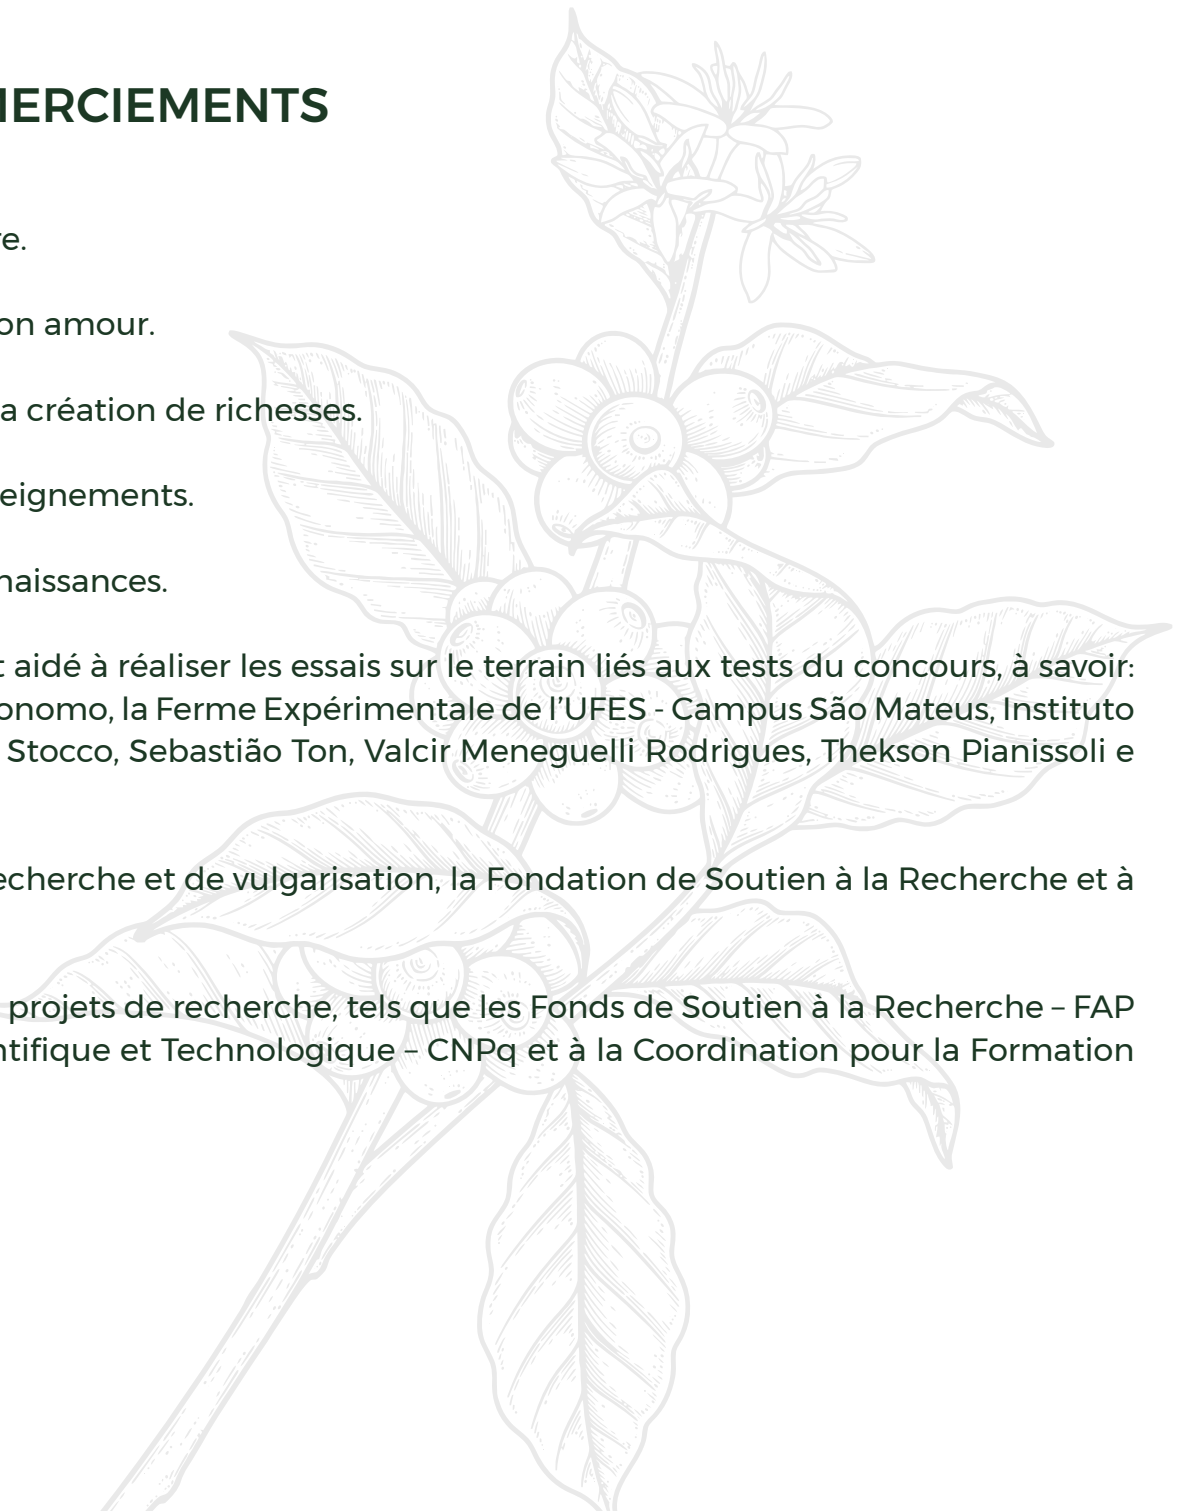 IERCIEMENTS
e.
on amour.
a création de richesses.
eignements.
naissances.
t aidé à réaliser les essais sur le terrain liés aux tests du concours, à savoir:
onomo, la Ferme Expérimentale de l’UFES - Campus São Mateus, Instituto
Stocco, Sebastião Ton, Valcir Meneguelli Rodrigues, Thekson Pianissoli e
echerche et de vulgarisation, la Fondation de Soutien à la Recherche et à
projets de recherche, tels que les Fonds de Soutien à la Recherche – FAP
ntifique et Technologique – CNPq et à la Coordination pour la Formation